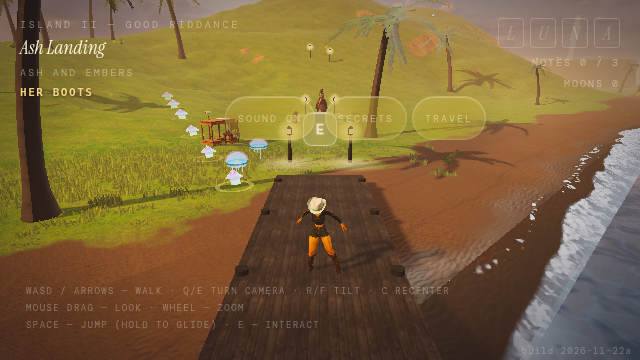 ISLAND II — GOOD RIDDANCE
Ash Landing
ASH AND EMBERS
HER BOOTS
L U N A
NOTES 0 / 3
MOONS 0
SOUND ON
SECRETS
TRAVEL
E
WASD / ARROWS — WALK · Q/E TURN CAMERA · R/F TILT · C RECENTER
MOUSE DRAG — LOOK · WHEEL — ZOOM
SPACE — JUMP (HOLD TO GLIDE) · E — INTERACT
build 2026-11-22a